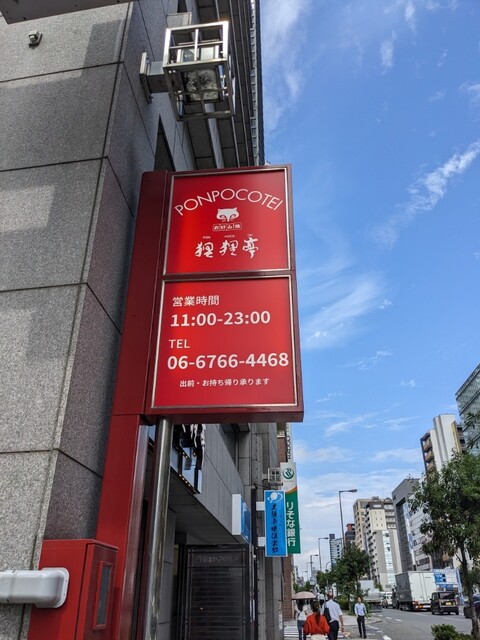 PONPOCOTEI
お好み焼
狸狸亭
営業時間
11:00-23:00
TEL
06-6766-4468
出前・お持ち帰り承ります
りそな銀行